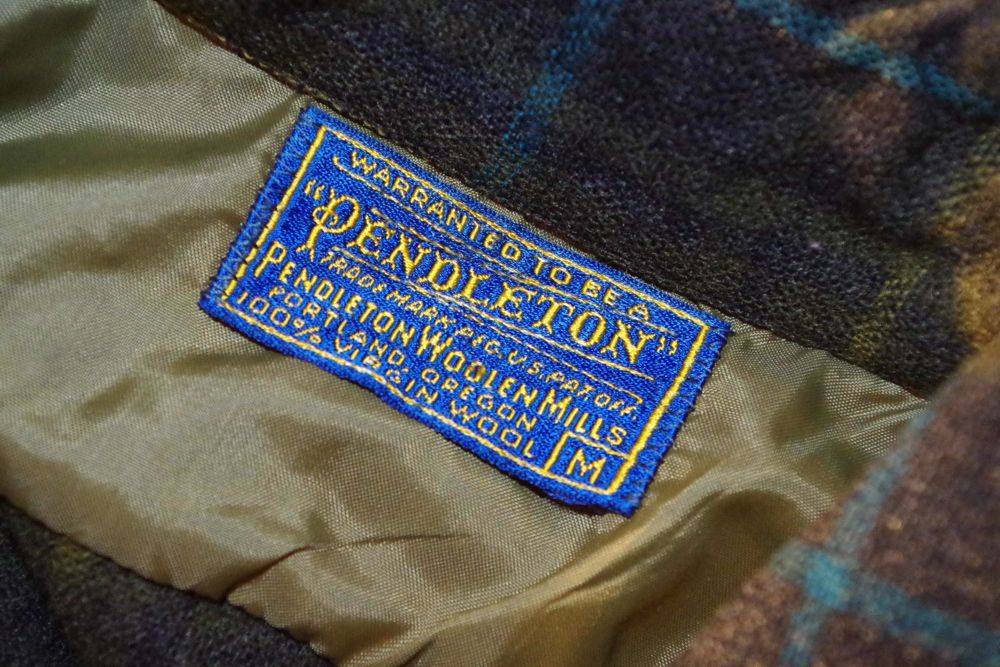 WARRANTED TO BE A
"PENDLETON"
TRADE MARK REG. U.S. PAT. OFF.
PENDLETON WOOLEN MILLS
PORTLAND, OREGON
100% VIRGIN WOOL
M